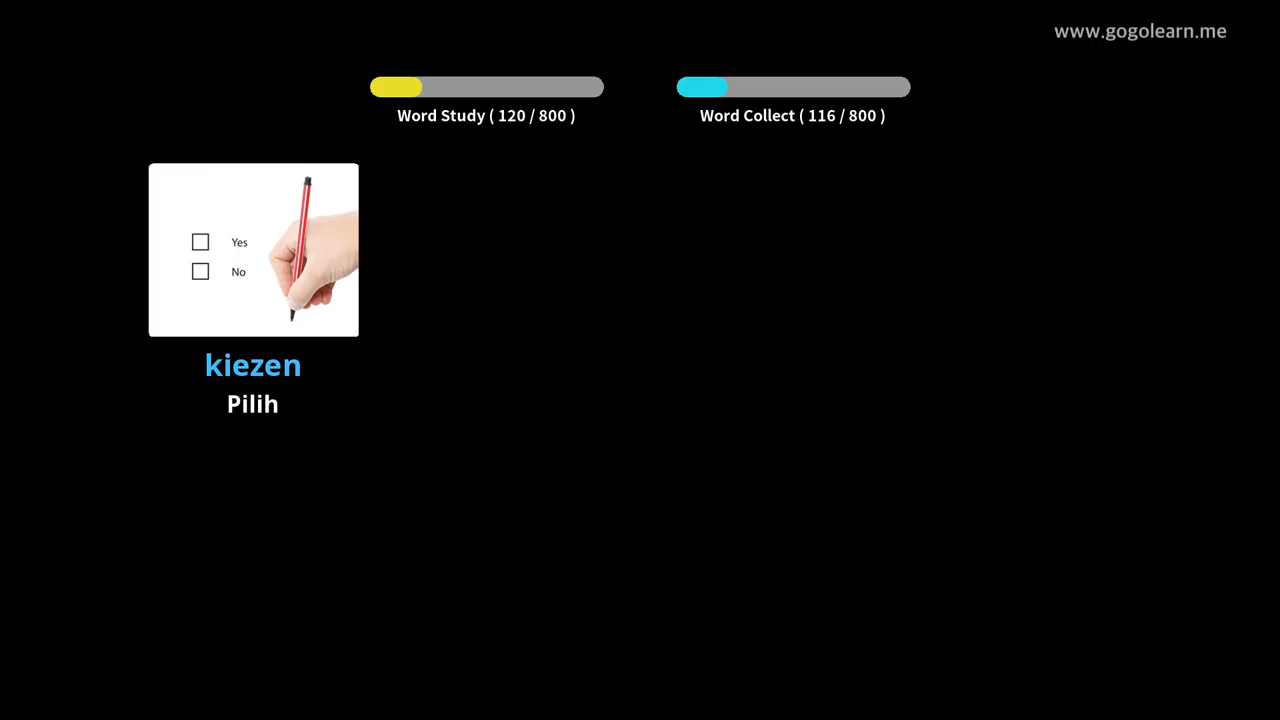 www.gogolearn.me
Word Study ( 120 / 800 )
Word Collect ( 116 / 800 )
Yes
No
kiezen
Pilih